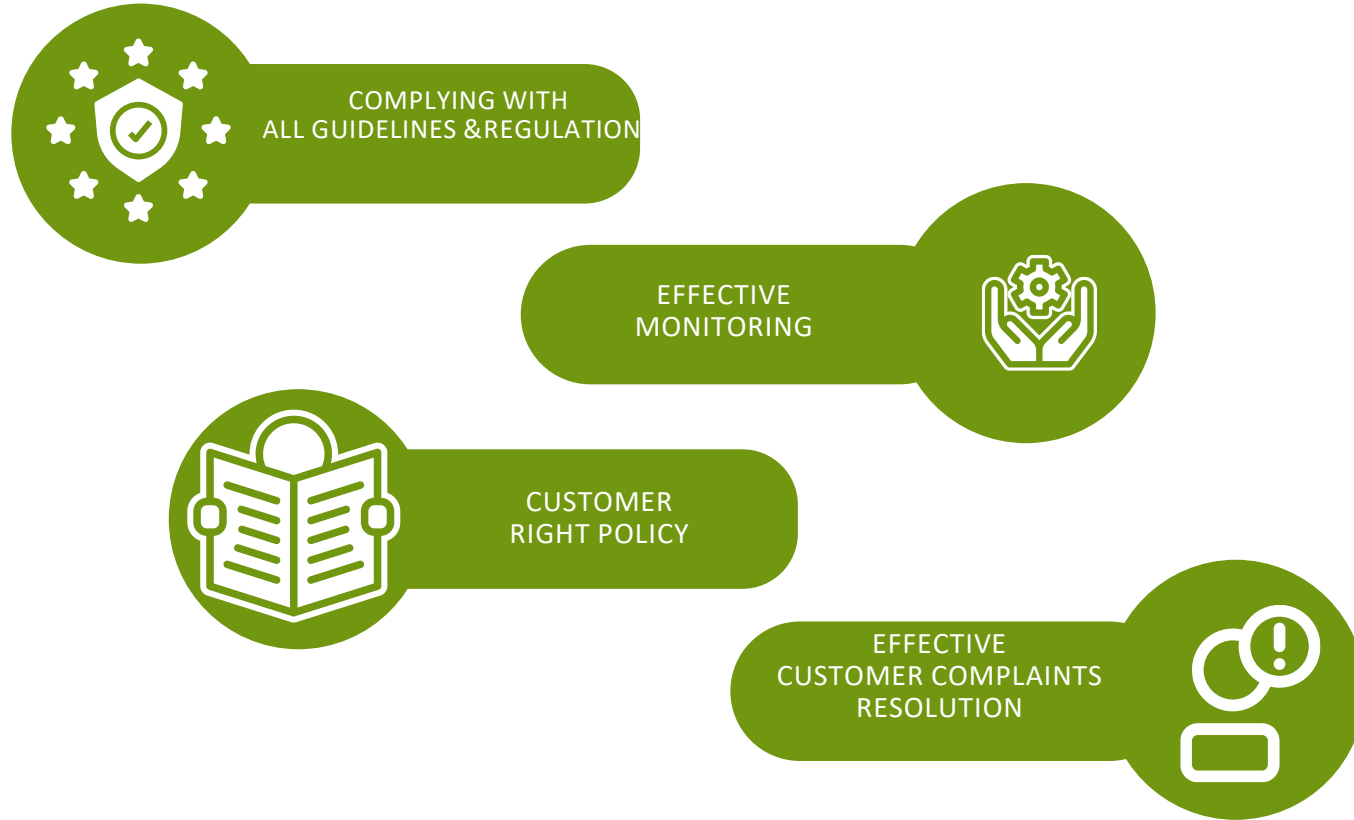 COMPLYING WITH
ALL GUIDELINES &REGULATION
EFFECTIVE
MONITORING
CUSTOMER
RIGHT POLICY
EFFECTIVE
CUSTOMER COMPLAINTS
RESOLUTION